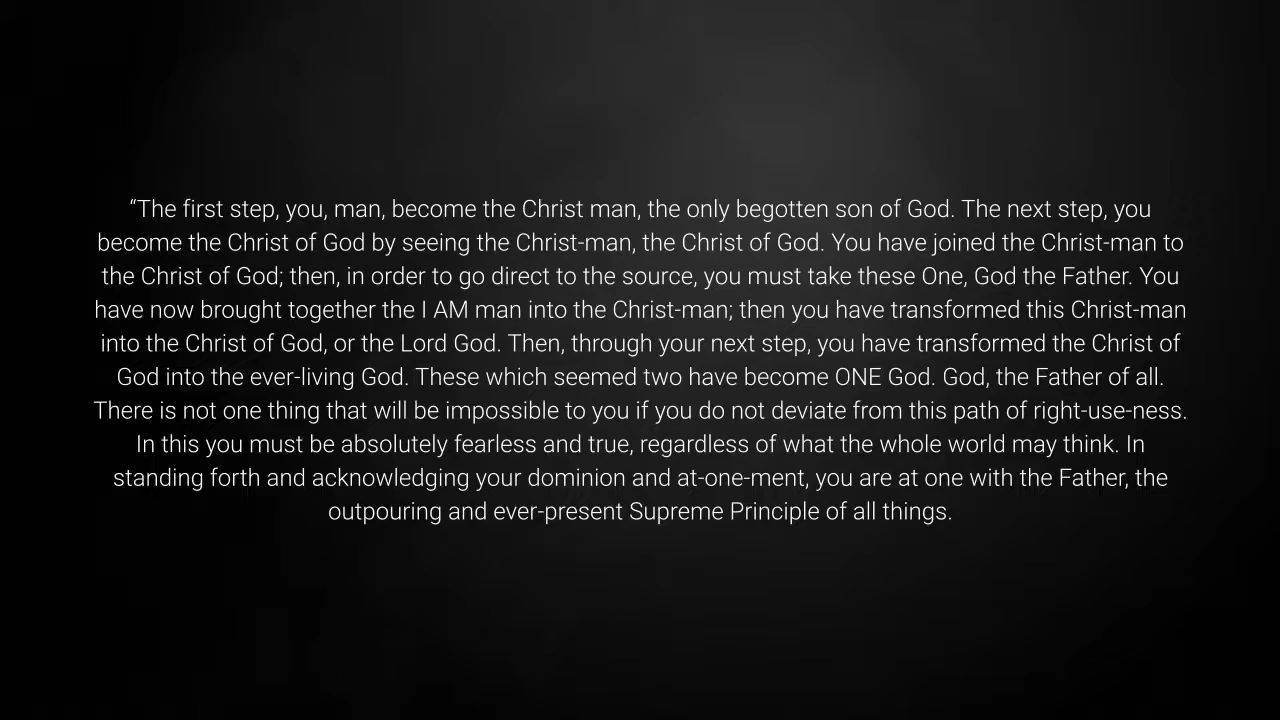 “The first step, you, man, become the Christ man, the only begotten son of God. The next step, you
become the Christ of God by seeing the Christ-man, the Christ of God. You have joined the Christ-man to
the Christ of God; then, in order to go direct to the source, you must take these One, God the Father. You
have now brought together the I AM man into the Christ-man; then you have transformed this Christ-man
into the Christ of God, or the Lord God. Then, through your next step, you have transformed the Christ of
God into the ever-living God. These which seemed two have become ONE God. God, the Father of all.
There is not one thing that will be impossible to you if you do not deviate from this path of right-use-ness.
In this you must be absolutely fearless and true, regardless of what the whole world may think. In
standing forth and acknowledging your dominion and at-one-ment, you are at one with the Father, the
outpouring and ever-present Supreme Principle of all things.